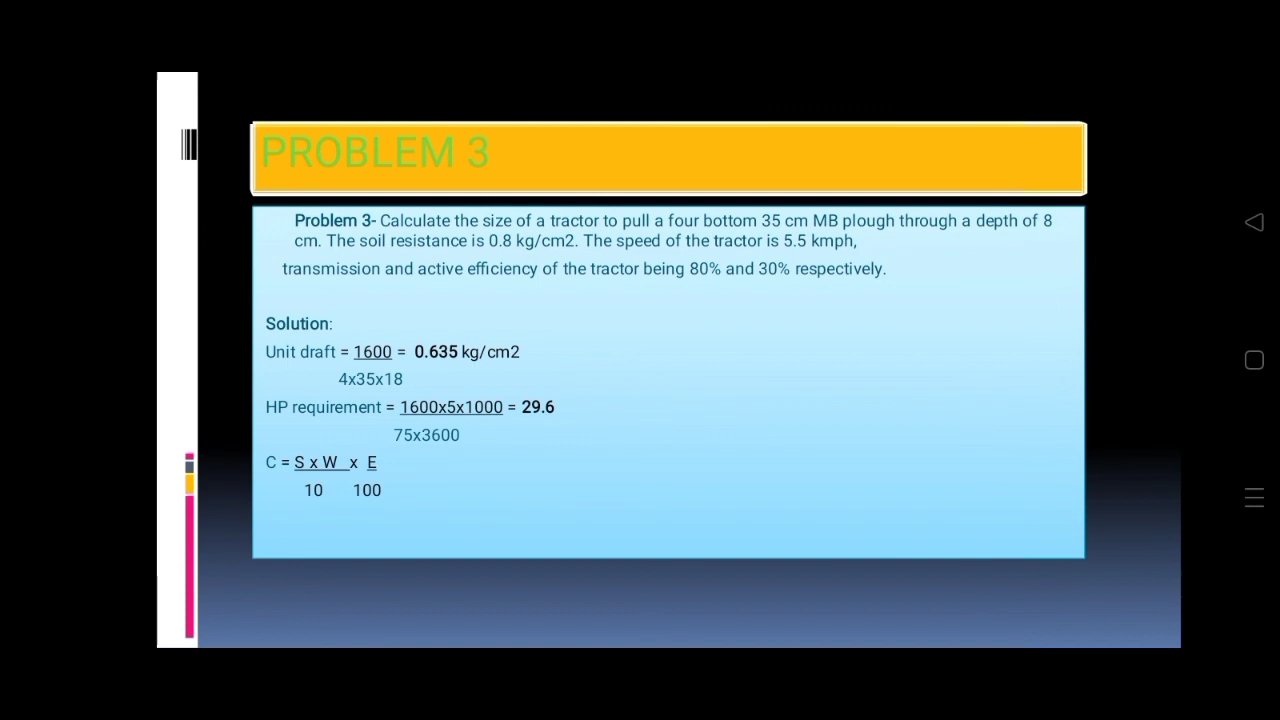 PROBLEM 3
Problem 3- Calculate the size of a tractor to pull a four bottom 35 cm MB plough through a depth of 8
cm. The soil resistance is 0.8 kg/cm2. The speed of the tractor is 5.5 kmph,
transmission and active efficiency of the tractor being 80% and 30% respectively.
Solution:
Unit draft = 1600 = 0.635 kg/cm2
4x35x18
HP requirement = 1600x5x1000 = 29.6
75x3600
C = S x W x E
10 100